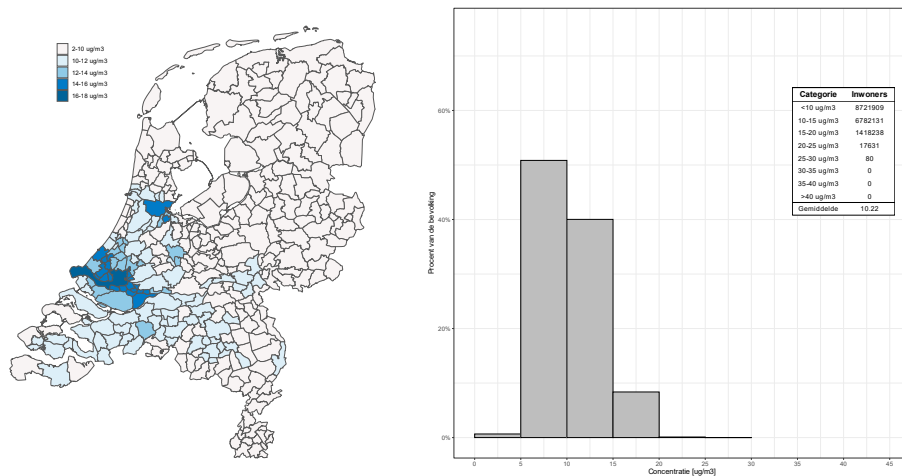 2-10 ug/m3
10-12 ug/m3
12-14 ug/m3
14-16 ug/m3
16-18 ug/m3
Procent van de bevolking
60%
40%
20%
0%
0 5 10 15 20 25 30 35 40 45
Concentratie [ug/m3]
Categorie Inwoners
<10 ug/m3 8721909
10-15 ug/m3 6782131
15-20 ug/m3 1418238
20-25 ug/m3 17631
25-30 ug/m3 80
30-35 ug/m3 0
35-40 ug/m3 0
>40 ug/m3 0
Gemiddelde 10.22